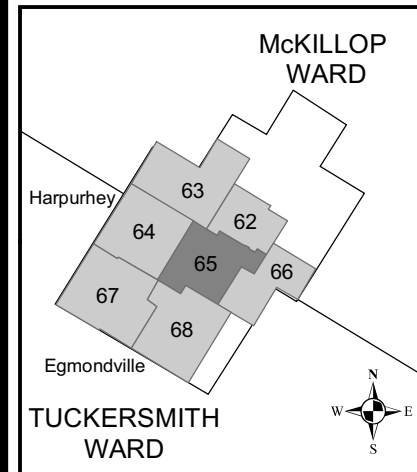 McKILLOP
WARD
Harpurhey
63
62
64
65
66
67
68
Egmondville
TUCKERSMITH
WARD
N
W E
S